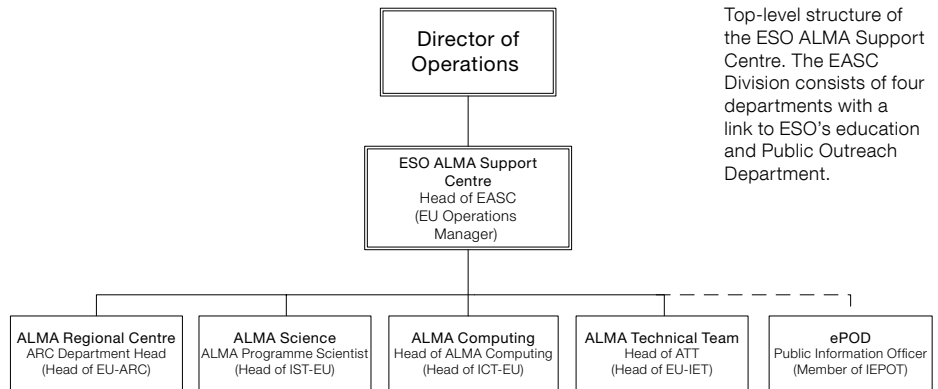 Director of
Operations
Top-level structure of
the ESO ALMA Support
Centre. The EASC
Division consists of four
departments with a
link to ESO's education
and Public Outreach
Department.
ESO ALMA Support
Centre
Head of EASC
(EU Operations
Manager)
ALMA Regional Centre
ARC Department Head
(Head of EU-ARC)
ALMA Science
ALMA Programme Scientist
(Head of IST-EU)
ALMA Computing
Head of ALMA Computing
(Head of ICT-EU)
ALMA Technical Team
Head of ATT
(Head of EU-IET)
ePOD
Public Information Officer
(Member of IEPOT)